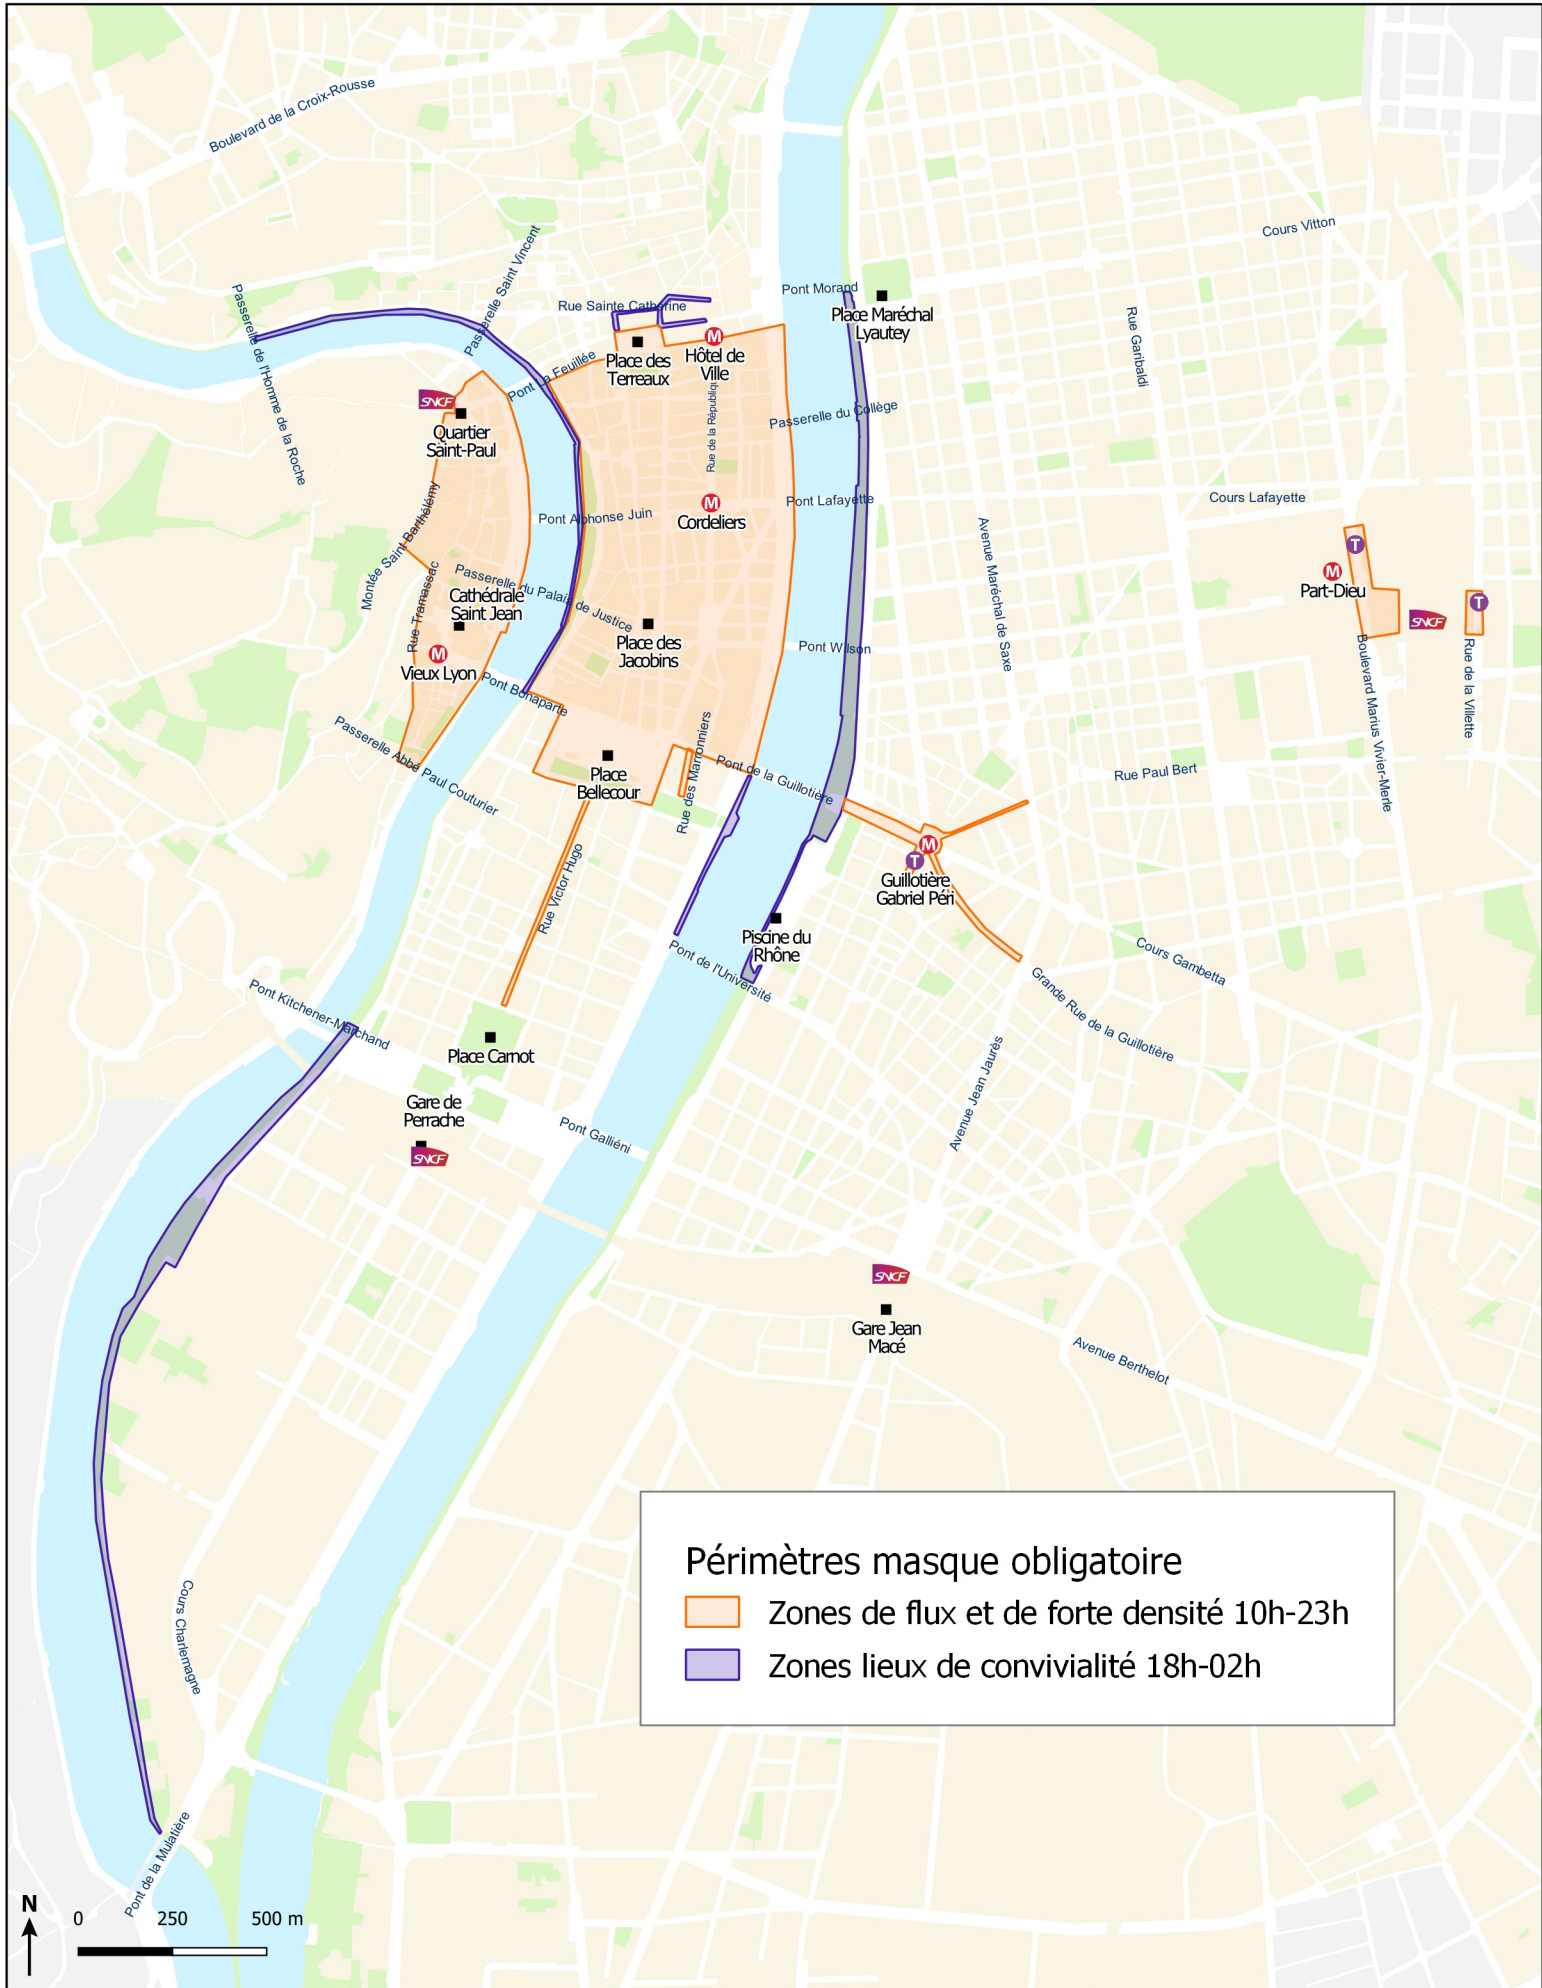 Boulevard de la Croix-Rousse
Cours Vitton
Passerelle Saint Vincent
Passerelle de l'Homme de la Roche
Rue Sainte Catherine
Pont Morand
Place Maréchal
Lyautey
Rue Garibaldi
M
Hôtel de
Ville
Place des
Terreaux
Pont La Feuillée
SNCF
Quartier
Saint-Paul
Rue de la République
Passerelle du Collège
M
Cordeliers
Pont Lafayette
Cours Lafayette
Pont Alphonse Juin
Montée Saint Barthélémy
Avenue Maréchal de Saxe
T
M
Part-Dieu
SNCF
T
Passerelle du Palais de Justice
Rue Tramassac
Cathédrale
Saint Jean
M
Vieux Lyon
Place des
Jacobins
Pont Wilson
Boulevard Marius Vivier-Merle
Rue de la Villette
Pont Bonaparte
Passerelle Abbé Paul Couturier
Place
Bellecour
Rue des Marronniers
Pont de la Guillotière
Rue Paul Bert
M
T
Guillotière
Gabriel Péri
Rue Victor Hugo
Piscine du
Rhône
Pont de l'Université
Cours Gambetta
Grande Rue de la Guillotière
Pont Kitchener-Marchand
Place Carnot
Avenue Jean Jaurès
Gare de
Perrache
SNCF
Pont Galliéni
SNCF
Gare Jean
Macé
Avenue Berthelot
Cours Charlemagne
Pont de la Mulatière
Périmètres masque obligatoire
Zones de flux et de forte densité 10h-23h
Zones lieux de convivialité 18h-02h
N
0 250 500 m